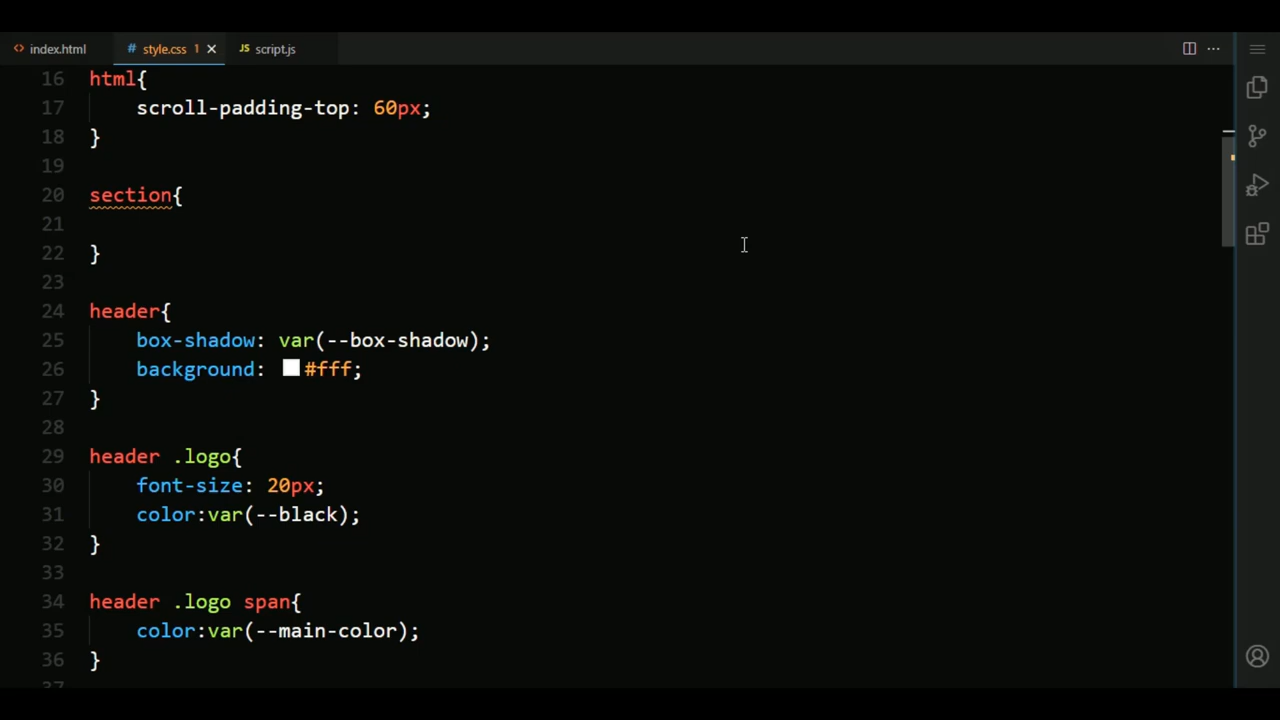 index.html style.css 1 JS script.js
16 html{
17 scroll-padding-top: 60px;
18 }
19
20 section{
21
22 }
23
24 header{
25 box-shadow: var(--box-shadow);
26 background: #fff;
27 }
28
29 header .logo{
30 font-size: 20px;
31 color:var(--black);
32 }
33
34 header .logo span{
35 color:var(--main-color);
36 }
37